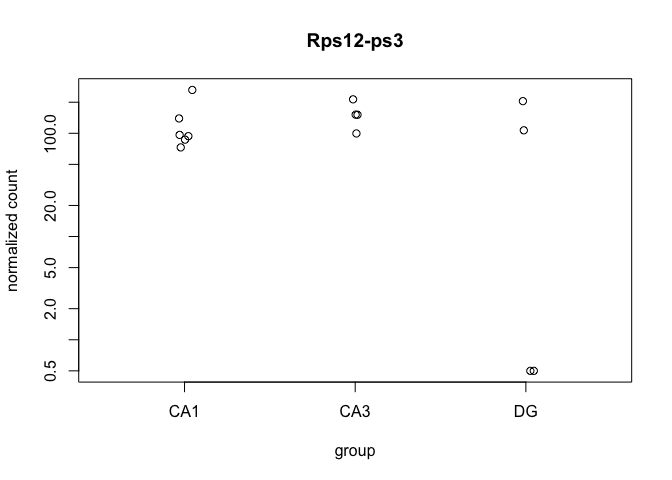 Rps12-ps3
normalized count
100.0
20.0
5.0
2.0
0.5
CA1
CA3
DG
group